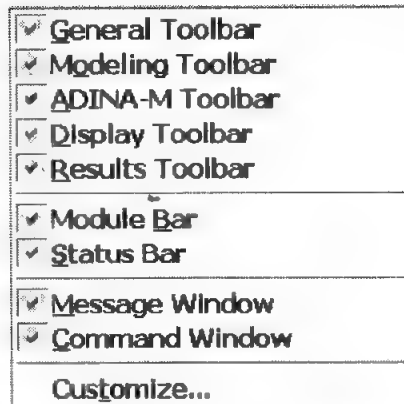 General Toolbar
Modeling Toolbar
ADINA-M Toolbar
Display Toolbar
Results Toolbar
Module Bar
Status Bar
Message Window
Command Window
Customize...